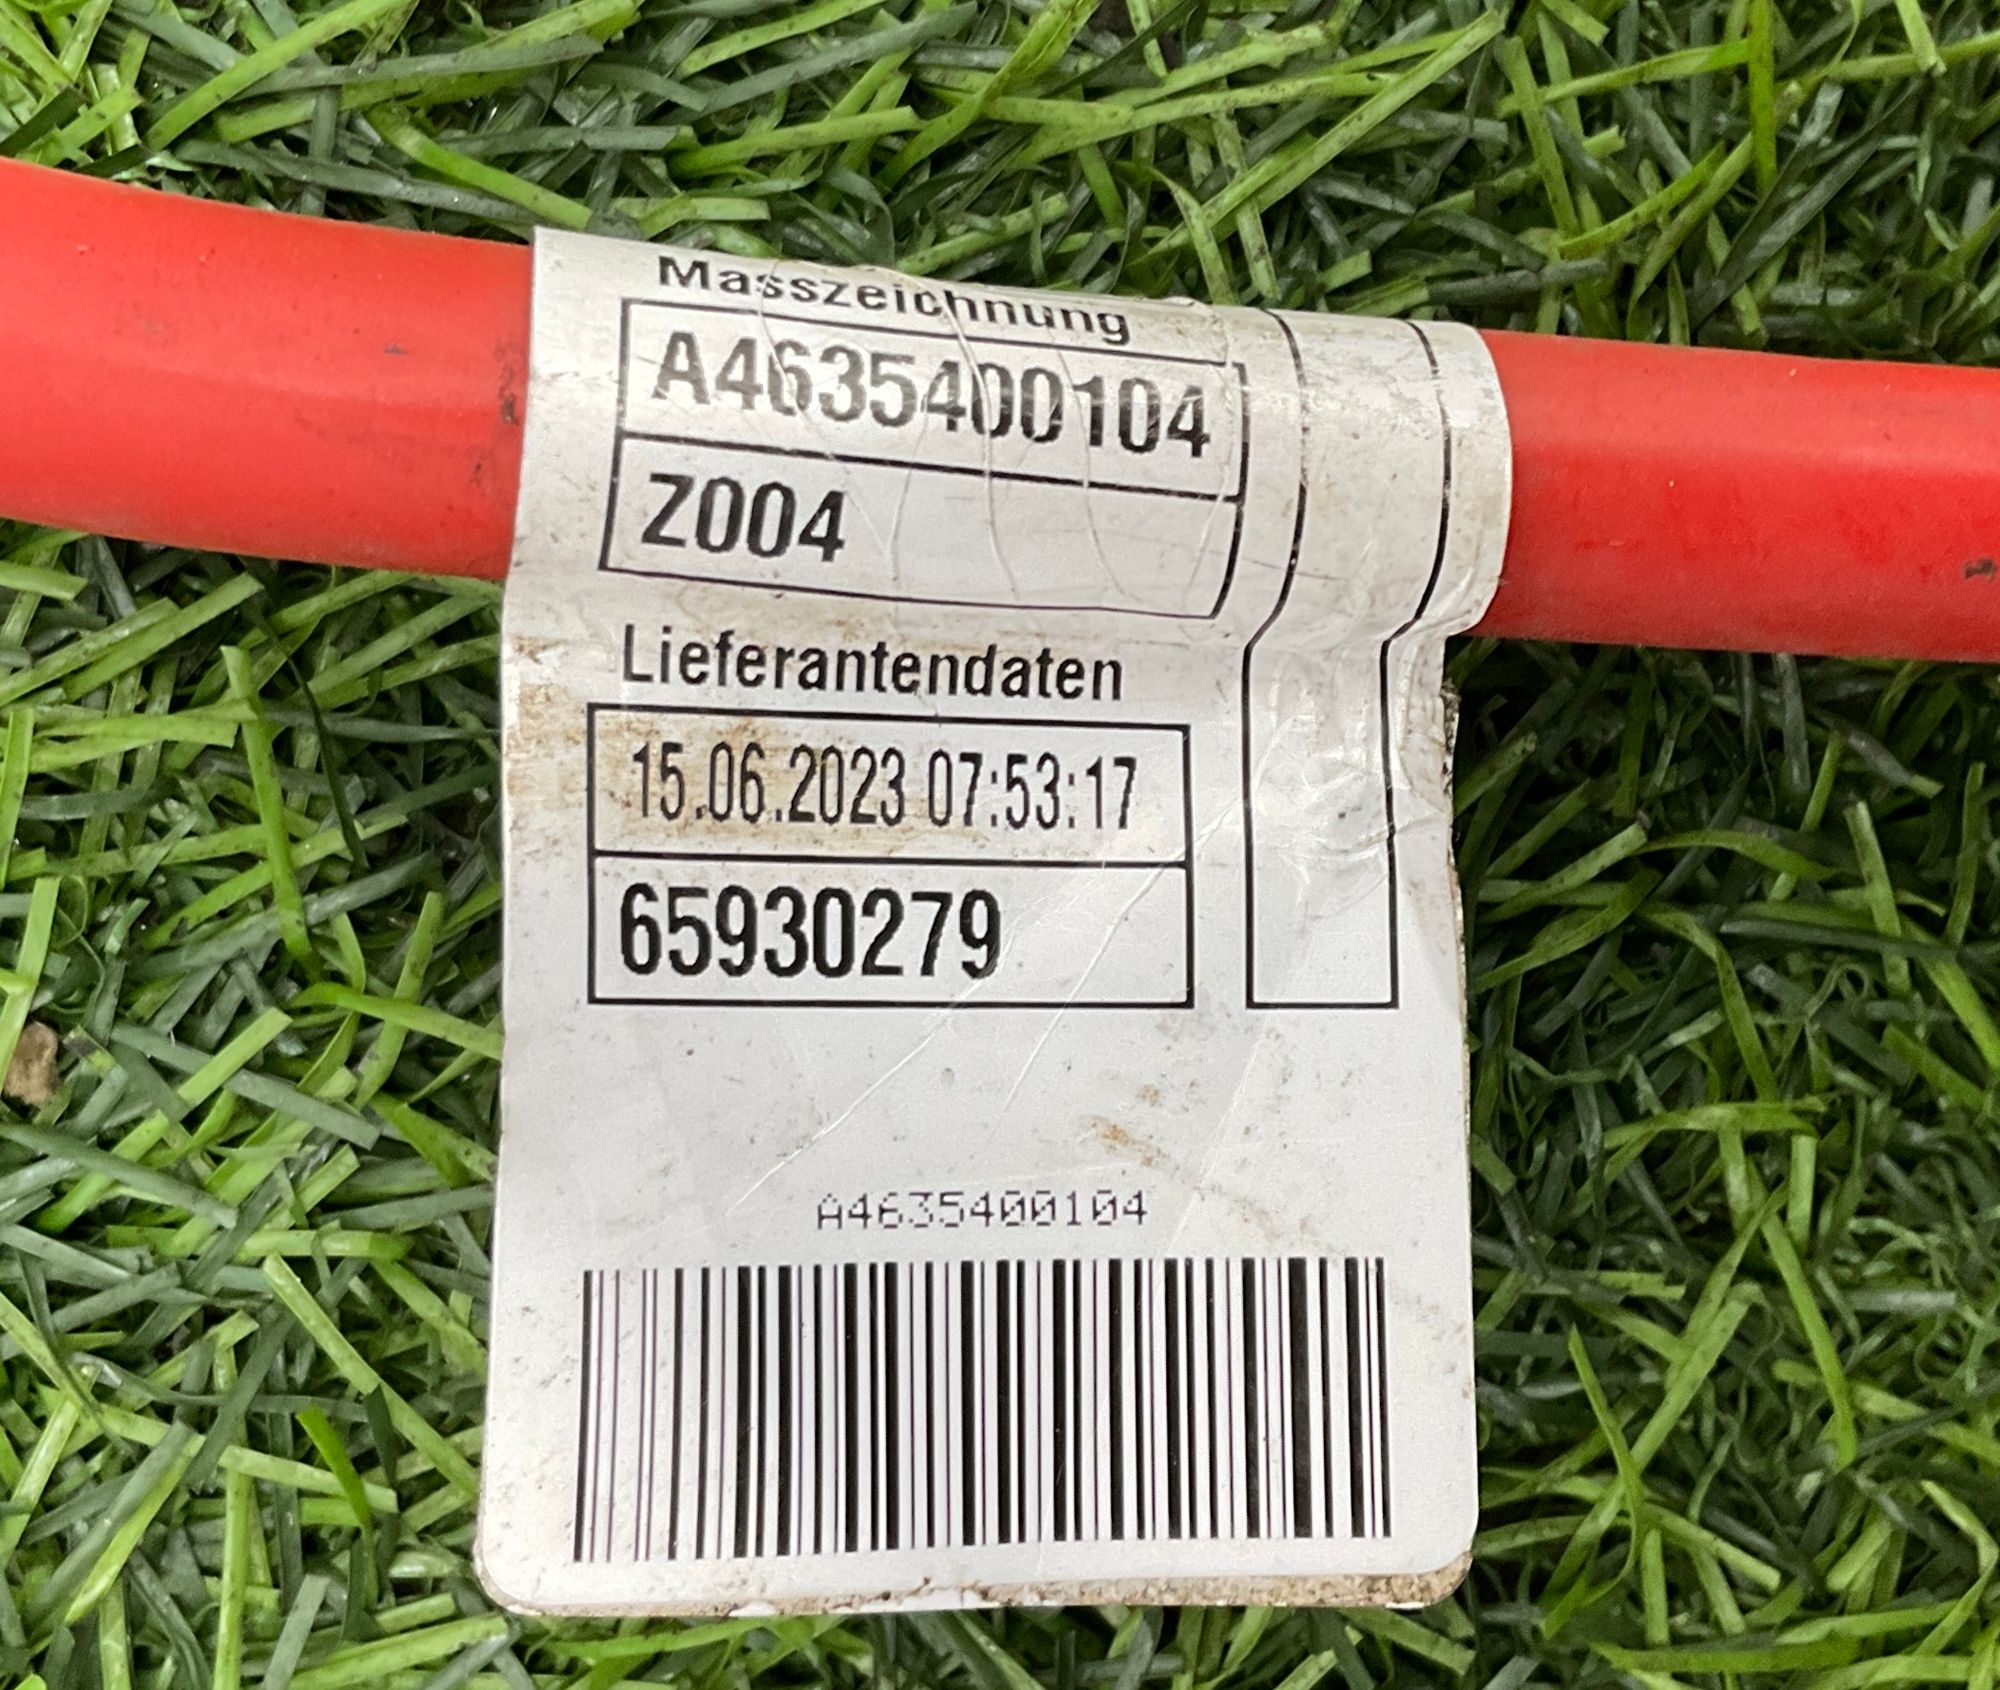 Masszeichnung
A4635400104
Z004
Lieferantendaten
15.06.2023 07:53:17
65930279
A4635400104